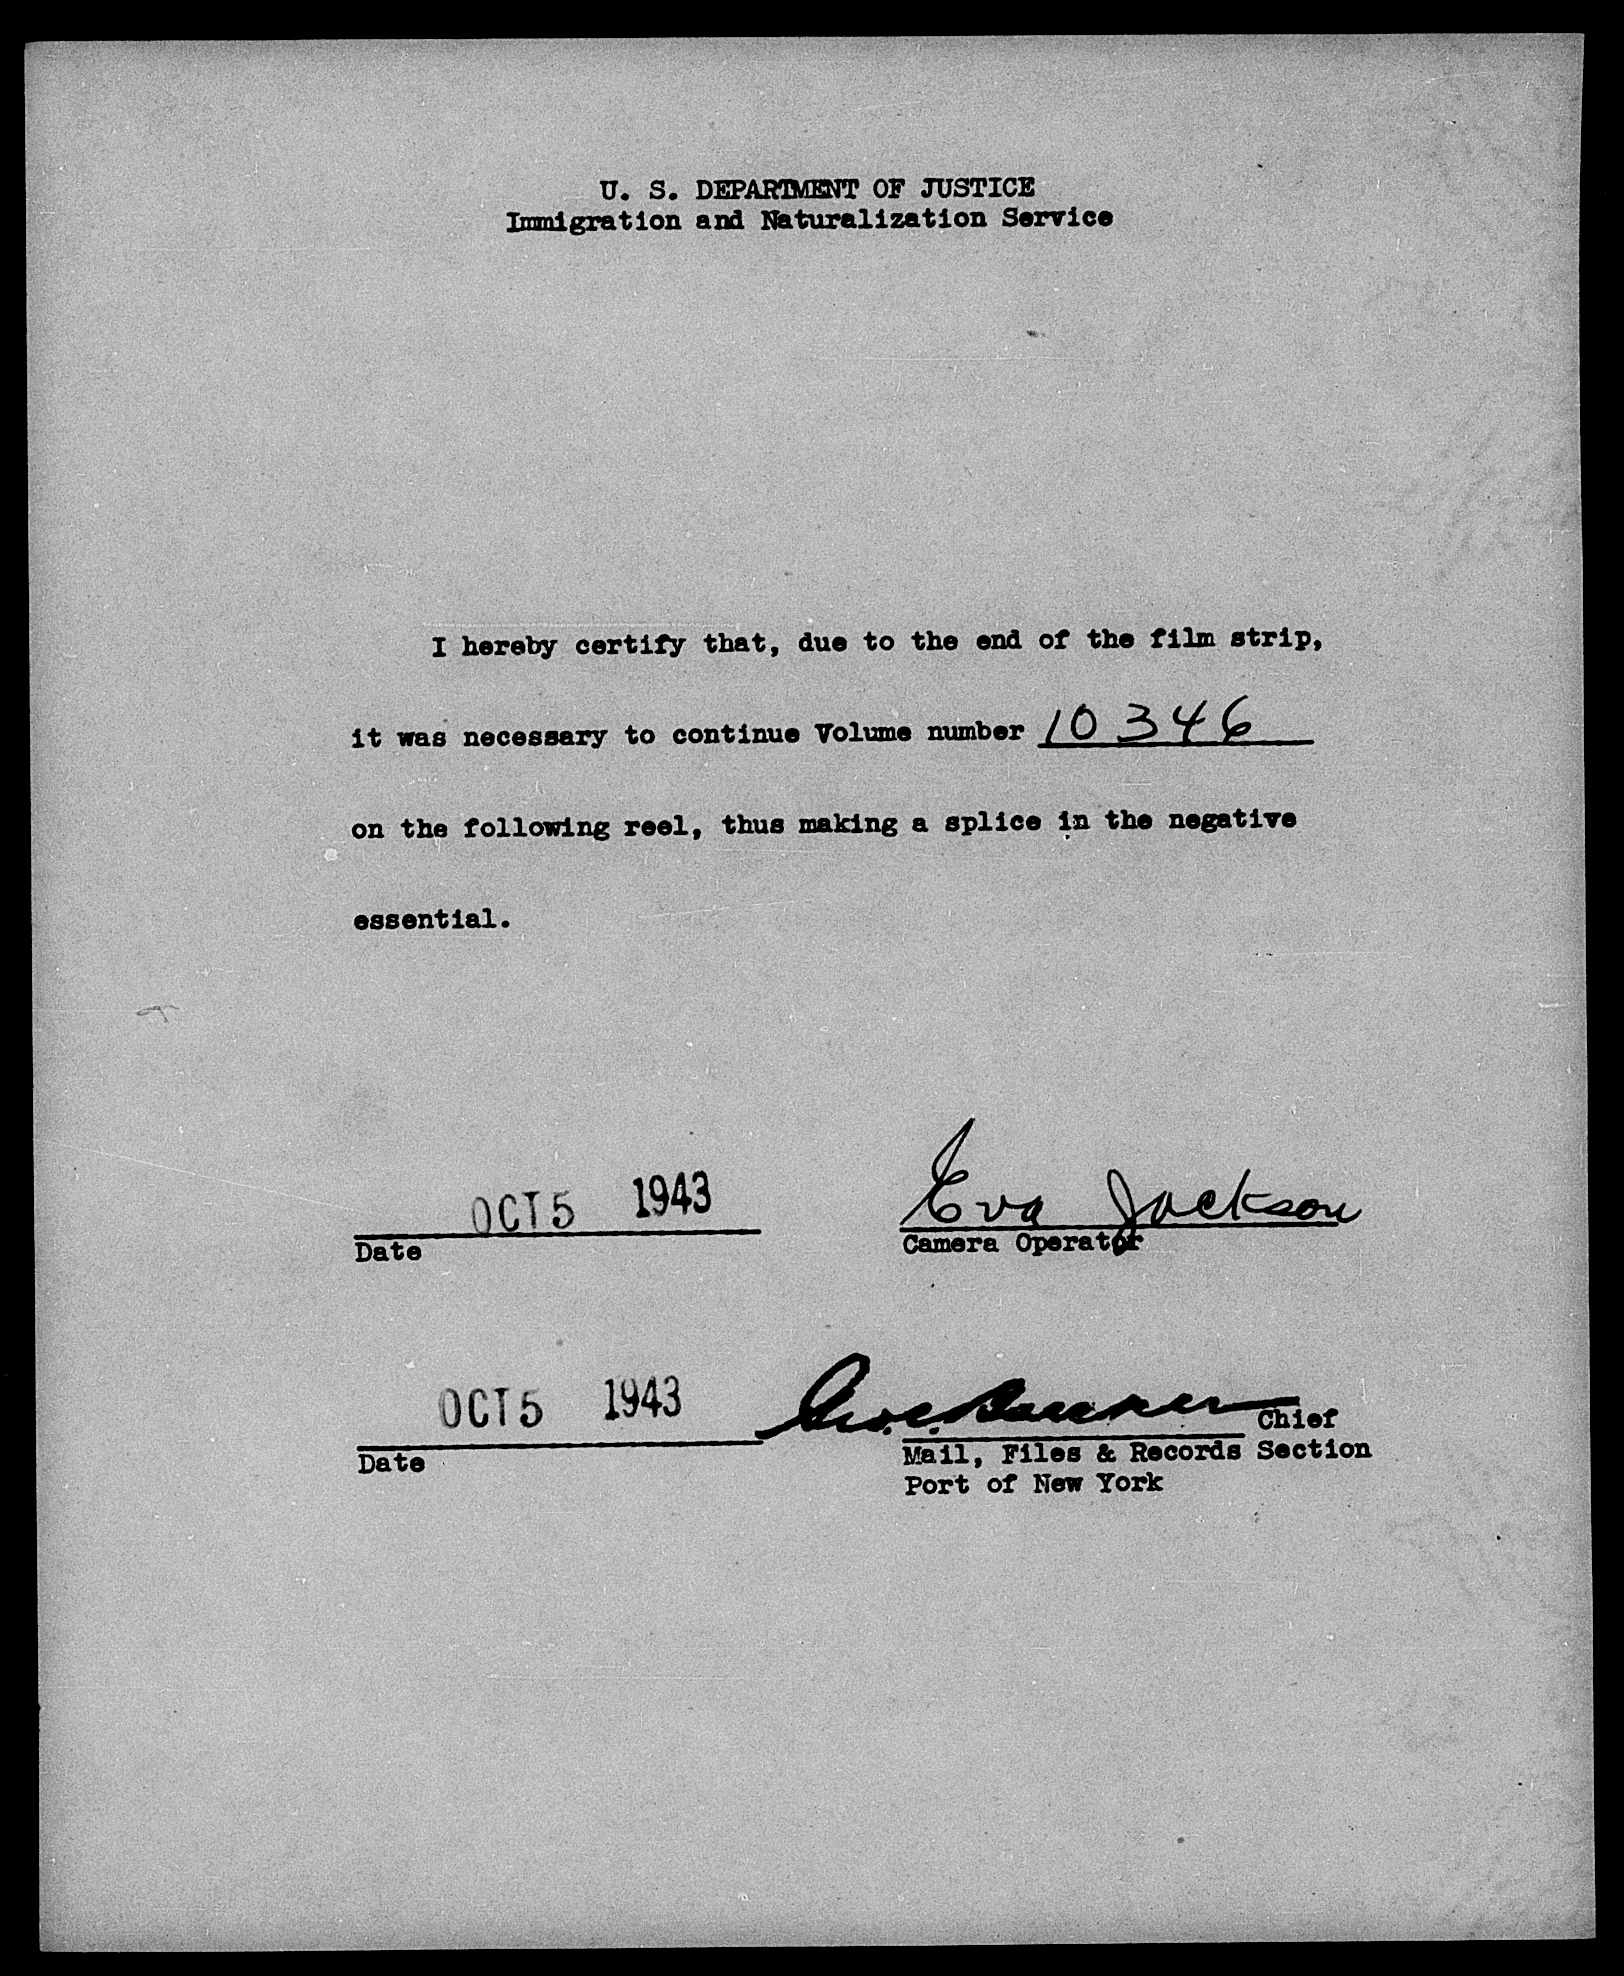 U. S. DEPARTMENT OF JUSTICE
Immigration and Naturalization Service
I hereby certify that, due to the end of the film strip,
it was necessary to continue Volume number 10346
on the following reel, thus making a splice in the negative
essential.
OCT 5 1943
Eva Jackson
Date
Camera Operator
OCT 5 1943
Chief
Date
Mail, Files & Records Section
Port of New York